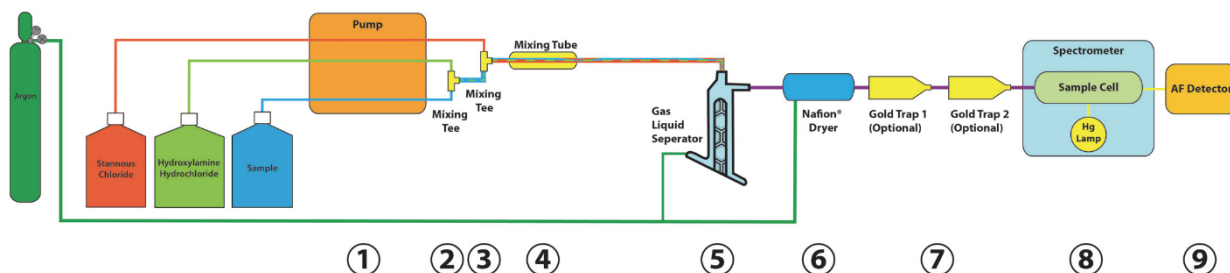 Pump
Mixing Tube
Spectrometer
Argon
Mixing
Tee
Mixing
Tee
Gas
Liquid
Seperator
Nafion®
Dryer
Gold Trap 1
(Optional)
Gold Trap 2
(Optional)
Sample Cell
Hg
Lamp
AF Detector
Stannous
Chloride
Hydroxylamine
Hydrochloride
Sample
1
2
3
4
5
6
7
8
9